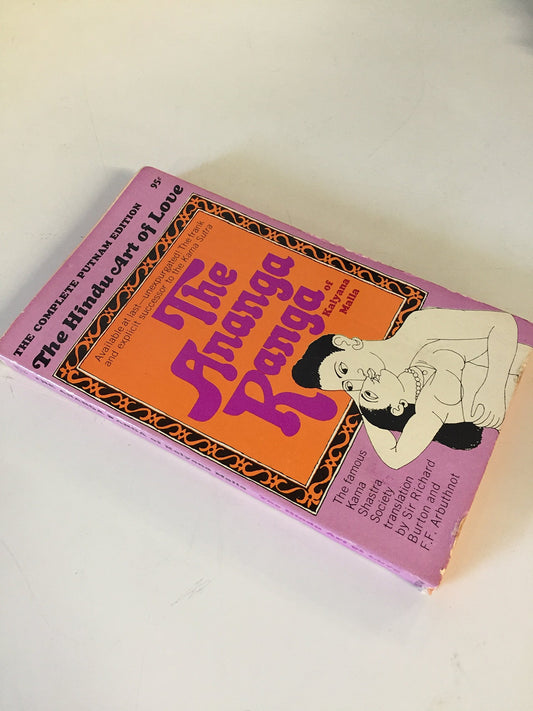 THE COMPLETE PUTNAM EDITION 95¢
The Hindu Art of Love
Available at last—unexpurgated! The frank
and explicit successor to the Kama Sutra
The
Ananga
Ranga
of
Kalyana
Malla
The famous
Kama
Shastra
Society
translation
by Sir Richard
Burton and
F.F. Arbuthnot